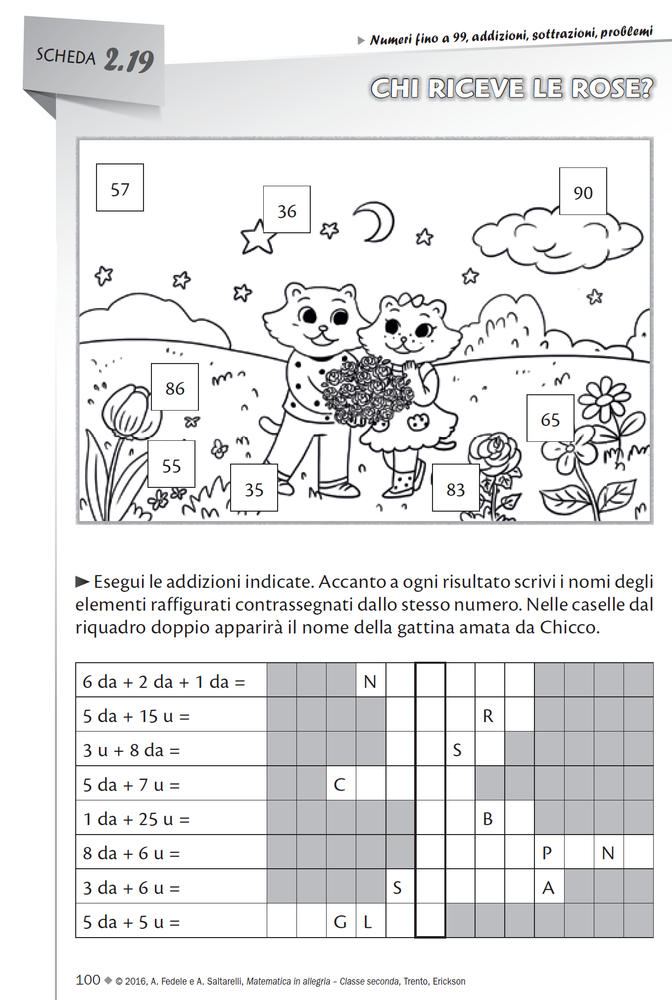 SCHEDA 2.19
Numeri fino a 99, addizioni, sottrazioni, problemi
CHI RICEVE LE ROSE?
57
36
90
86
65
55
35
83
Esegui le addizioni indicate. Accanto a ogni risultato scrivi i nomi degli
elementi raffigurati contrassegnati dallo stesso numero. Nelle caselle dal
riquadro doppio apparirà il nome della gattina amata da Chicco.
6 da + 2 da + 1 da = N
5 da + 15 u = R
3 u + 8 da = S
5 da + 7 u = C
1 da + 25 u = B
8 da + 6 u = P N
3 da + 6 u = S A
5 da + 5 u = G L
100 ◆ © 2016, A. Fedele e A. Saltarelli, Matematica in allegria – Classe seconda, Trento, Erickson